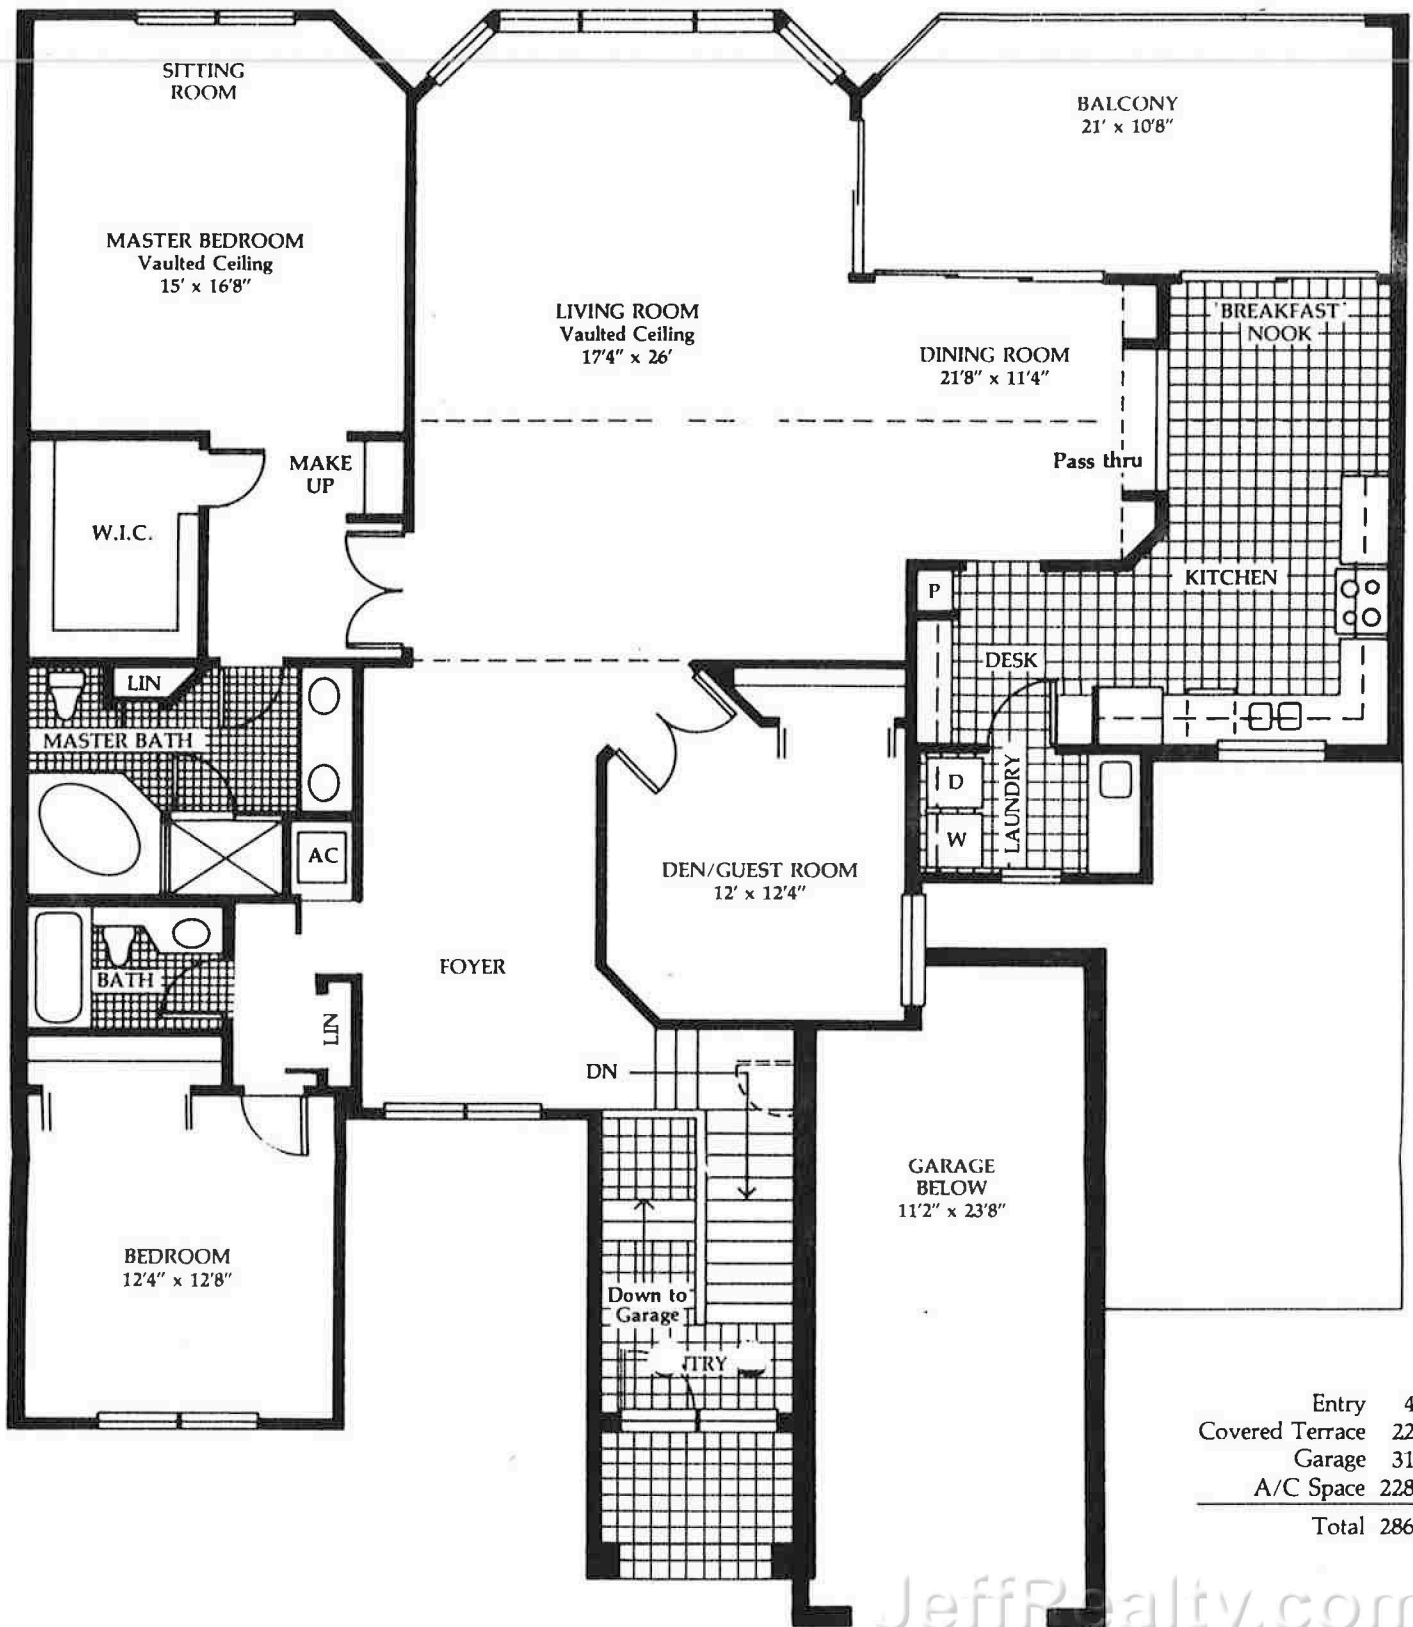 SITTING
ROOM
BALCONY
21' x 10'8"
MASTER BEDROOM
Vaulted Ceiling
15' x 16'8"
LIVING ROOM
Vaulted Ceiling
17'4" x 26'
DINING ROOM
21'8" x 11'4"
BREAKFAST
NOOK
Pass thru
MAKE
UP
W.I.C.
KITCHEN
P
DESK
LIN
MASTER BATH
D
W
LAUNDRY
AC
DEN/GUEST ROOM
12' x 12'4"
FOYER
BATH
LIN
DN
GARAGE
BELOW
11'2" x 23'8"
BEDROOM
12'4" x 12'8"
Down to
Garage
Entry
Covered Terrace
Garage
A/C Space
Total
JeffRealty.com